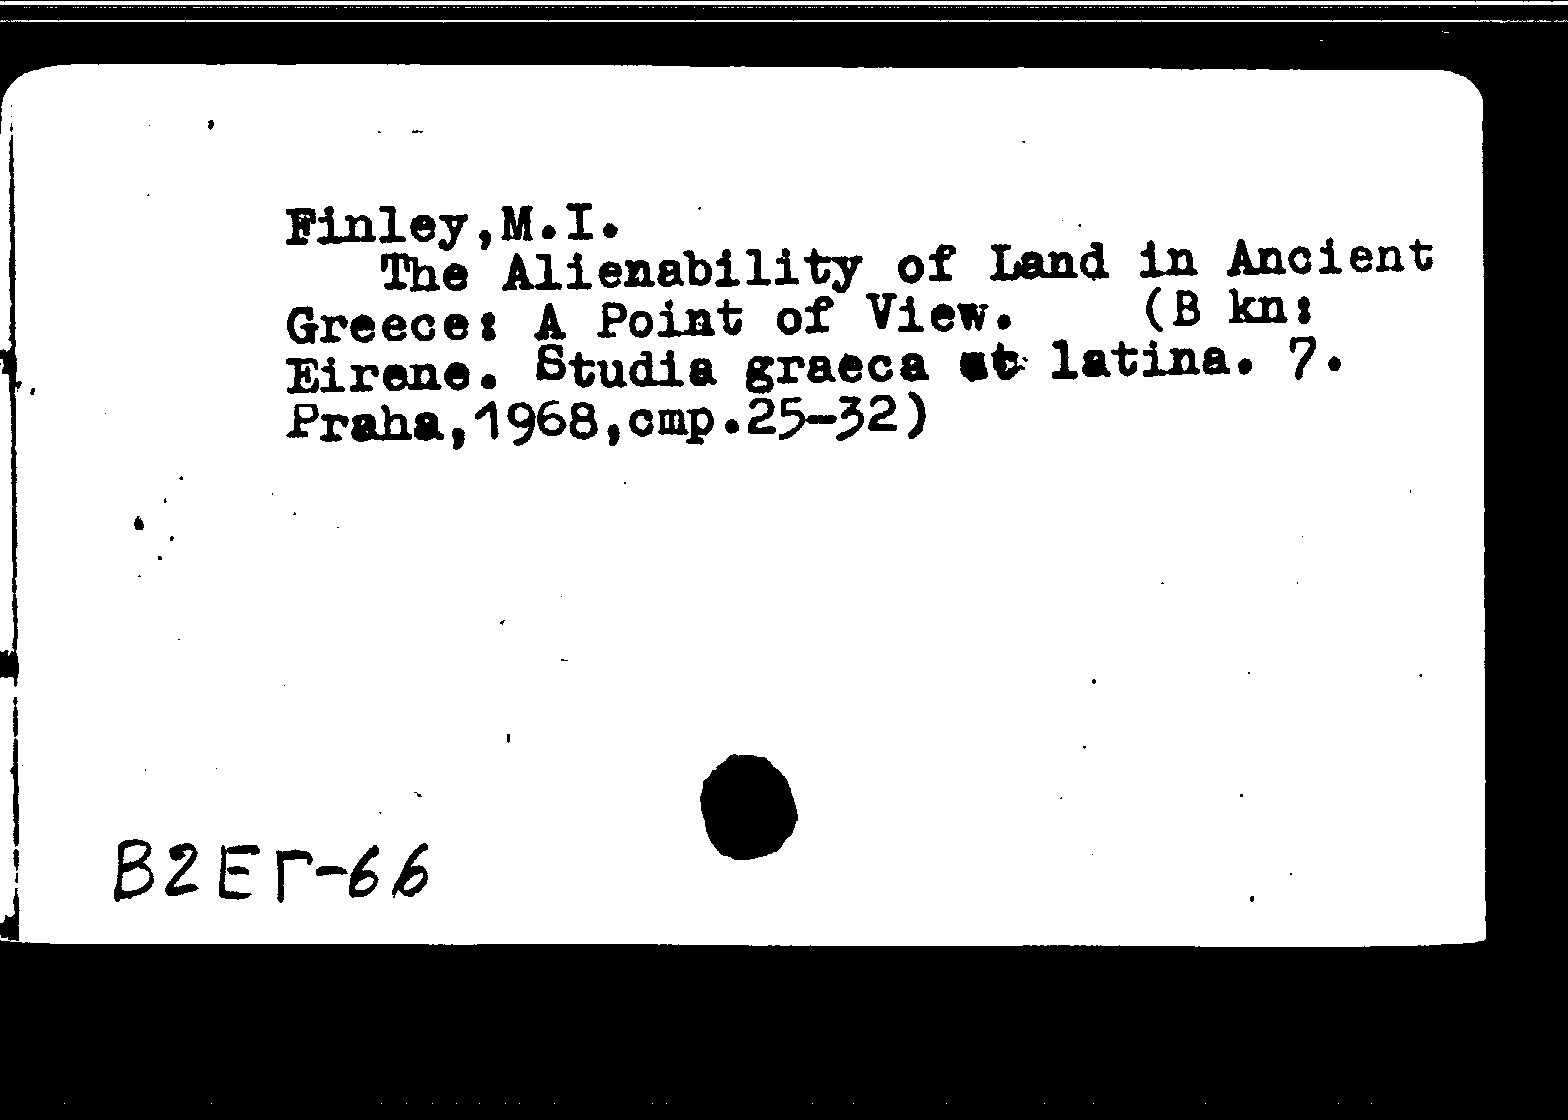 Finley,M.I.
The Alienability of Land in Ancient
Greece: A Point of View. (B kn:
Eirene. Studia graeca et latina. 7.
Praha,1968,cmp.25-32)
B2EГ-66